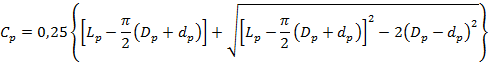 C_p = 0,25 { [ L_p − π/2 (D_p + d_p) ] + √( [ L_p − π/2 (D_p + d_p) ]² − 2(D_p − d_p)² ) }